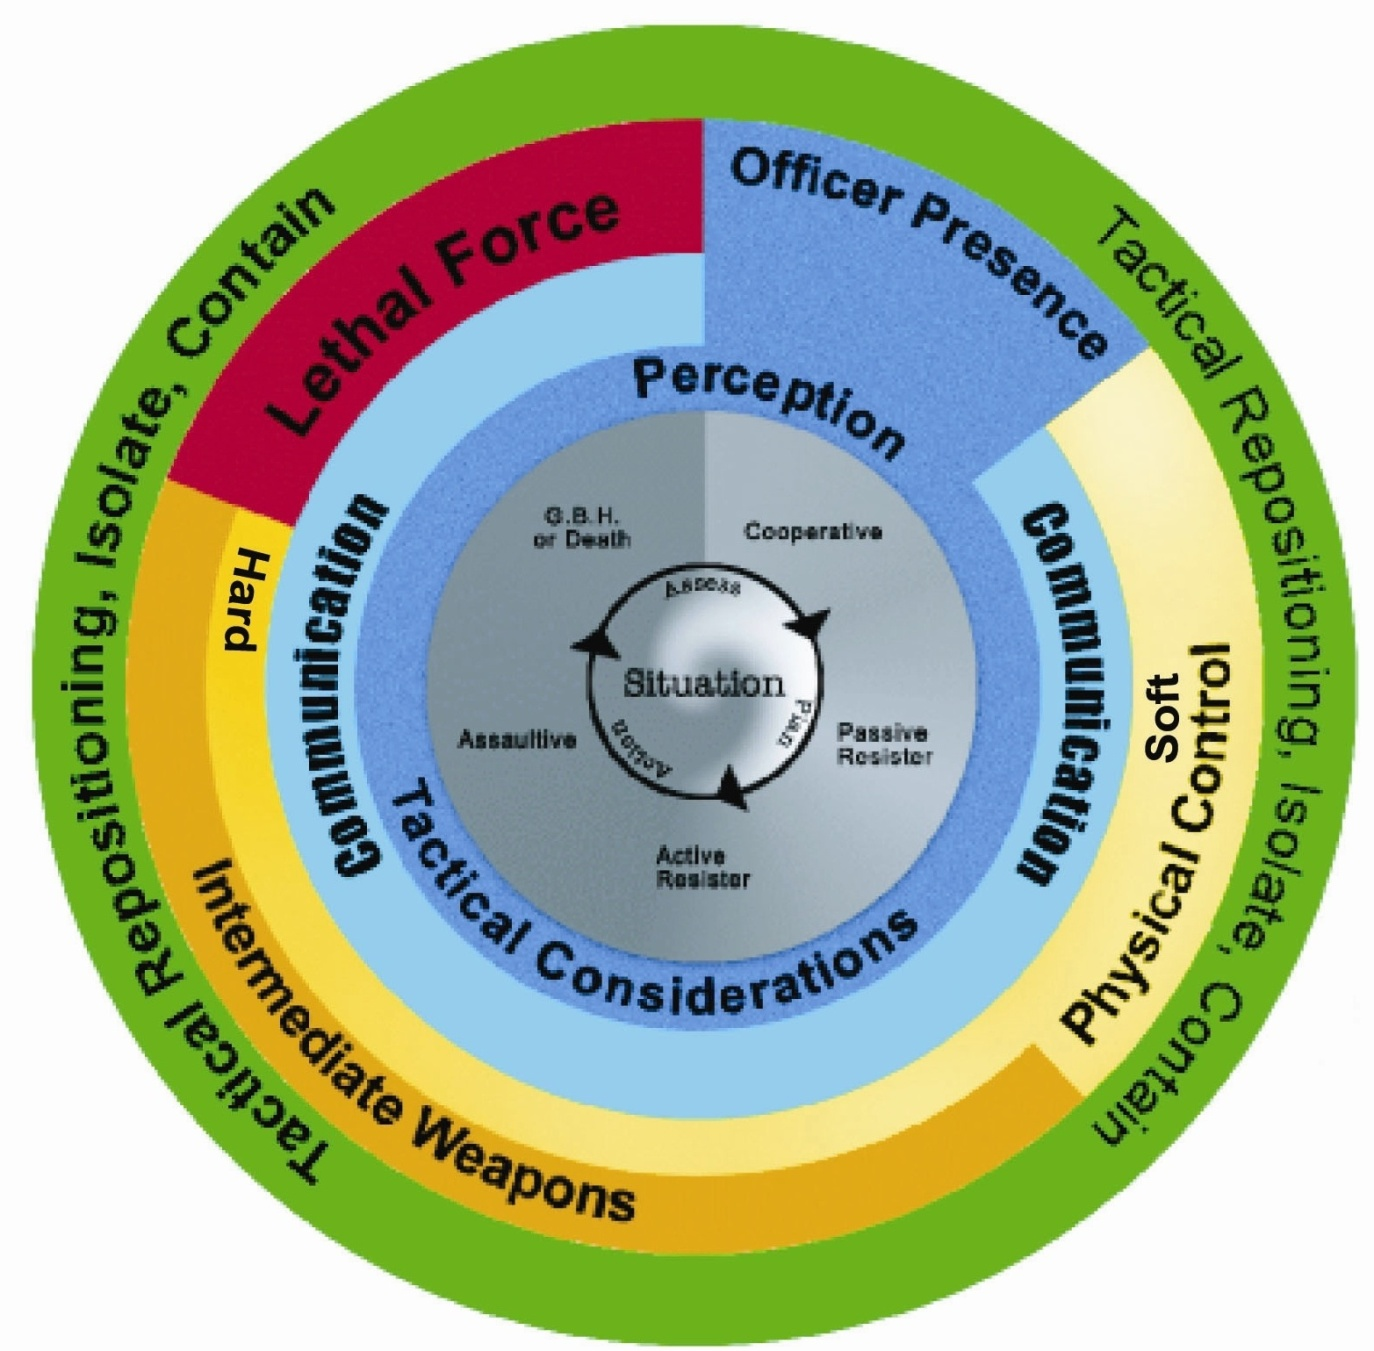 Tactical Repositioning, Isolate, Contain
Tactical Repositioning, Isolate, Contain
Lethal Force
Officer Presence
Perception
Communication
Communication
Hard
Soft
Physical Control
Intermediate Weapons
Tactical Considerations
G.B.H.
or Death
Cooperative
Assess
Situation
Plan
Action
Assaultive
Passive
Resister
Active
Resister